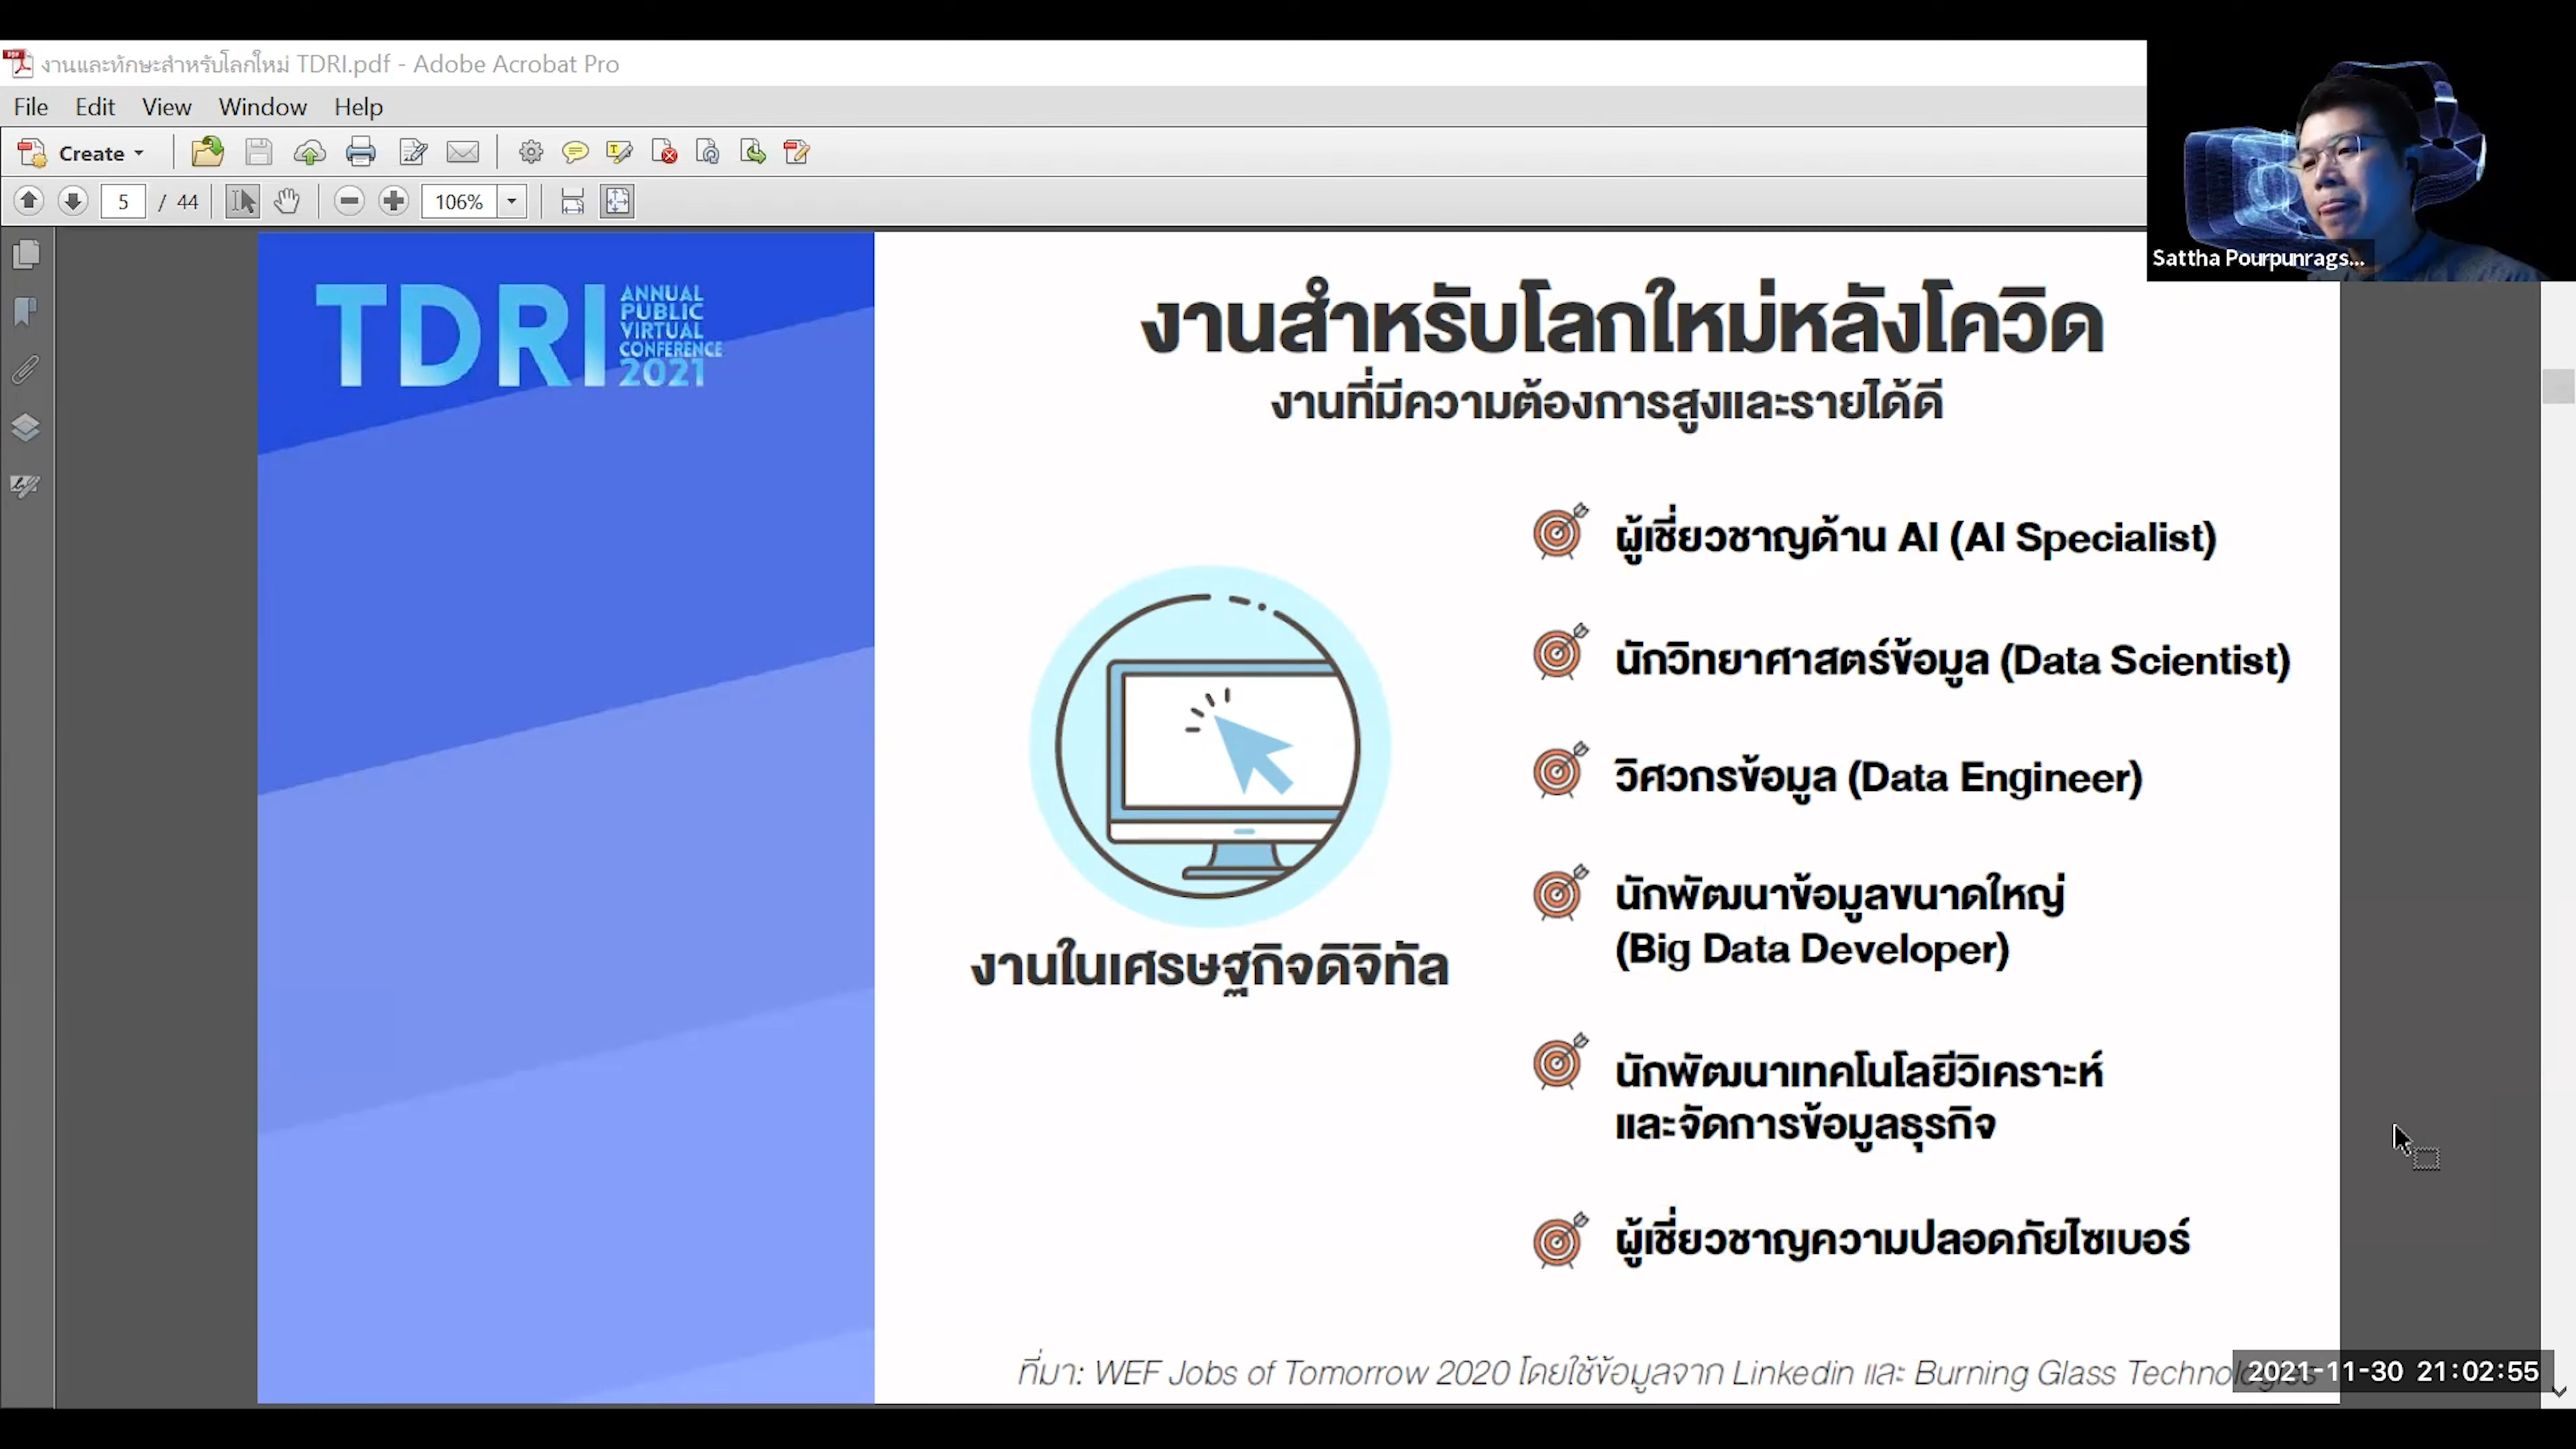 งานและทักษะสำหรับโลกใหม่ TDRI.pdf - Adobe Acrobat Pro
File Edit View Window Help
Create
5 / 44 106%
Sattha Pourpunrags...
TDRI
ANNUAL
PUBLIC
VIRTUAL
CONFERENCE
2021
งานสำหรับโลกใหม่หลังโควิด
งานที่มีความต้องการสูงและรายได้ดี
งานในเศรษฐกิจดิจิทัล
ผู้เชี่ยวชาญด้าน AI (AI Specialist)
นักวิทยาศาสตร์ข้อมูล (Data Scientist)
วิศวกรข้อมูล (Data Engineer)
นักพัฒนาข้อมูลขนาดใหญ่
(Big Data Developer)
นักพัฒนาเทคโนโลยีวิเคราะห์
และจัดการข้อมูลธุรกิจ
ผู้เชี่ยวชาญความปลอดภัยไซเบอร์
ที่มา: WEF Jobs of Tomorrow 2020 โดยใช้ข้อมูลจาก Linkedin และ Burning Glass Technologies
2021-11-30 21:02:55